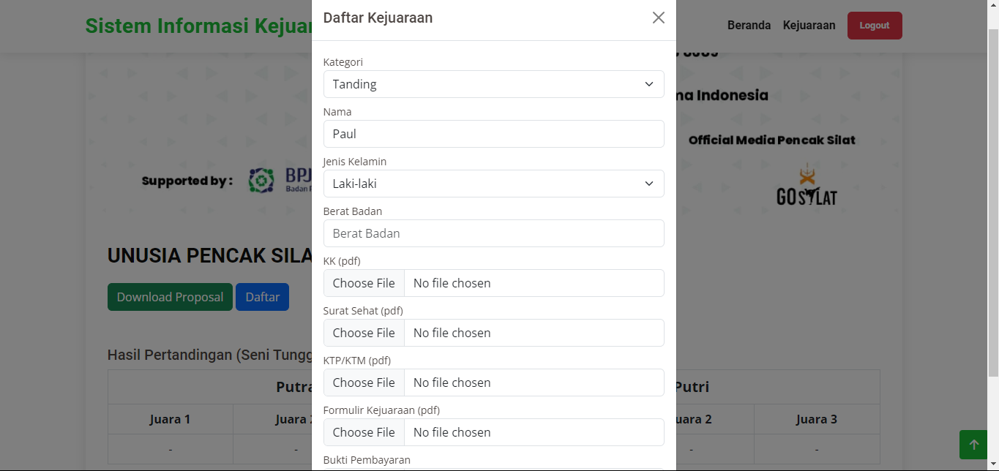 Sistem Informasi Kejuar
Beranda
Kejuaraan
Logout
Daftar Kejuaraan
Kategori
Tanding
Nama
Paul
Jenis Kelamin
Laki-laki
Berat Badan
Berat Badan
KK (pdf)
Choose File No file chosen
Surat Sehat (pdf)
Choose File No file chosen
KTP/KTM (pdf)
Choose File No file chosen
Formulir Kejuaraan (pdf)
Choose File No file chosen
Bukti Pembayaran
ma Indonesia
Official Media Pencak Silat
GO SILAT
Supported by :
BPJ
Badan P
UNUSIA PENCAK SILA
Download Proposal
Daftar
Hasil Pertandingan (Seni Tungg
Putra
Putri
Juara 1
Juara 2
uara 2
Juara 3
-
-
-
-